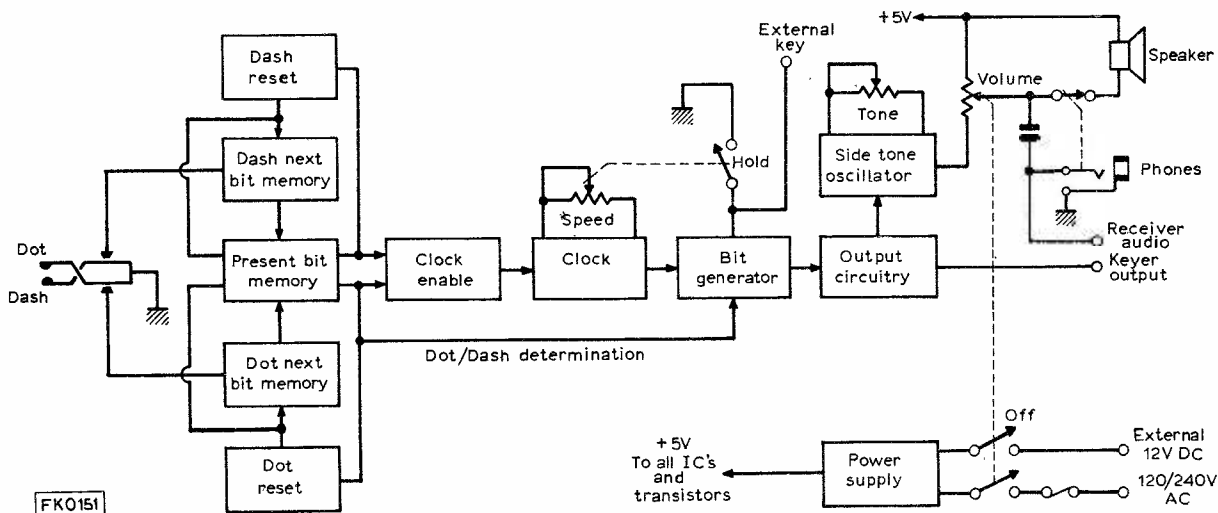 Dash
reset
Dash next
bit memory
Present bit
memory
Dot next
bit memory
Dot
reset
Dot
Dash
Clock
enable
Speed
Clock
Hold
External
key
Bit
generator
Dot/Dash determination
Tone
Side tone
oscillator
Output
circuitry
+5V
Volume
Speaker
Phones
Receiver
audio
Keyer
output
+5V
To all IC's
and
transistors
Power
supply
Off
External
12V DC
120/240V
AC
FK0151